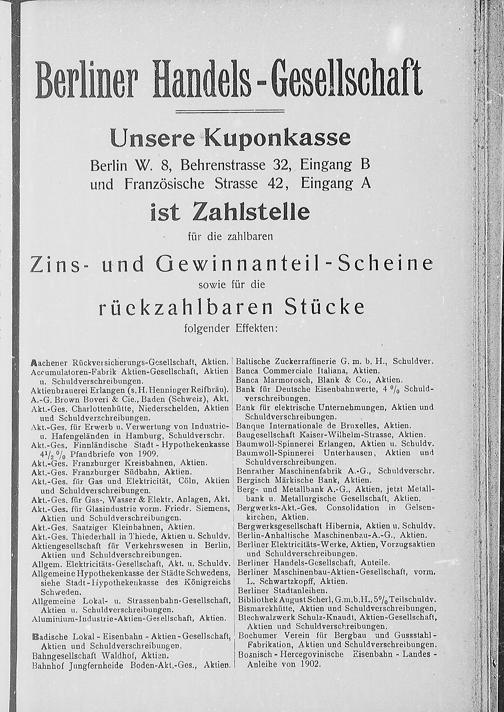 Berliner Handels-Gesellschaft
Unsere Kuponkasse
Berlin W. 8, Behrenstrasse 32, Eingang B
und Französische Strasse 42, Eingang A
ist Zahlstelle
für die zahlbaren
Zins- und Gewinnanteil-Scheine
sowie für die
rückzahlbaren Stücke
folgender Effekten:
Aachener Rückversicherungs-Gesellschaft, Aktien.
Accumulatoren-Fabrik Aktien-Gesellschaft, Aktien
u. Schuldverschreibungen.
Aktienbrauerei Erlangen (s. H. Henninger Reifbräu).
A.-G. Brown Boveri & Cie., Baden (Schweiz), Akt.
Akt.-Ges. Charlottenhütte, Niederschelden, Aktien
und Schuldverschreibungen.
Akt.-Ges. für Erwerb u. Verwertung von Industrie-
u. Hafengeländen in Hamburg, Schuldverschr.
Akt.-Ges. Finnländische Stadt-Hypothekenkasse
4½% Pfandbriefe von 1909.
Akt.-Ges. Franzburger Kreisbahnen, Aktien.
Akt.-Ges. Franzburger Südbahn, Aktien.
Akt.-Ges. für Gas und Elektricität, Cöln, Aktien
und Schuldverschreibungen.
Akt.-Ges. für Gas-, Wasser & Elektr. Anlagen, Akt.
Akt.-Ges. für Glasindustrie vorm. Friedr. Siemens,
Aktien und Schuldverschreibungen.
Akt.-Ges. Saatziger Kleinbahnen, Aktien.
Akt.-Ges. Thiederhall in Thiede, Aktien u. Schuldv.
Aktiengesellschaft für Verkehrswesen in Berlin,
Aktien und Schuldverschreibungen.
Allgem. Elektricitäts-Gesellschaft, Akt. u. Schuldv.
Allgemeine Hypothekenkasse der Städte Schwedens,
siehe Stadt-Hypothekenkasse des Königreichs
Schweden.
Allgemeine Lokal- u. Strassenbahn-Gesellschaft,
Aktien u. Schuldverschreibungen.
Aluminium-Industrie-Aktien-Gesellschaft, Aktien.
Badische Lokal-Eisenbahn-Aktien-Gesellschaft,
Aktien und Schuldverschreibungen.
Bahngesellschaft Waldhof, Aktien.
Bahnhof Jungfernheide Boden-Akt.-Ges., Aktien.
Baltische Zuckerraffinerie G. m. b. H., Schuldver.
Banca Commerciale Italiana, Aktien.
Banca Marmorosch, Blank & Co., Aktien.
Bank für Deutsche Eisenbahnwerte, 4% Schuld-
verschreibungen.
Bank für elektrische Unternehmungen, Aktien und
Schuldverschreibungen.
Banque Internationale de Bruxelles, Aktien.
Baugesellschaft Kaiser-Wilhelm-Strasse, Aktien.
Baumwoll-Spinnerei Erlangen, Aktien u. Schuldv.
Baumwoll-Spinnerei Unterhausen, Aktien und
Schuldverschreibungen.
Benrather Maschinenfabrik A.-G., Schuldverschr.
Bergisch Märkische Bank, Aktien.
Berg- und Metallbank A.-G., Aktien, jetzt Metall-
bank u. Metallurgische Gesellschaft, Aktien.
Bergwerks-Akt.-Ges. Consolidation in Gelsen-
kirchen, Aktien.
Bergwerksgesellschaft Hibernia, Aktien u. Schuldv.
Berlin-Anhaltische Maschinenbau-A.-G., Aktien.
Berliner Elektricitäts-Werke, Aktien, Vorzugsaktien
und Schuldverschreibungen.
Berliner Handels-Gesellschaft, Anteile.
Berliner Maschinenbau-Aktien-Gesellschaft, vorm.
L. Schwartzkopff, Aktien.
Berliner Stadtanleihen.
Bibliothek August Scherl, G. m. b. H., 5% Teilschuldv.
Bismarckhütte, Aktien und Schuldverschreibungen,
Blechwalzwerk Schulz-Knaudt, Aktien-Gesellschaft,
Aktien und Schuldverschreibungen.
Bochumer Verein für Bergbau und Gussstahl-
Fabrikation, Aktien und Schuldverschreibungen.
Bosnisch-Hercegovinische Eisenbahn-Landes-
Anleihe von 1902.